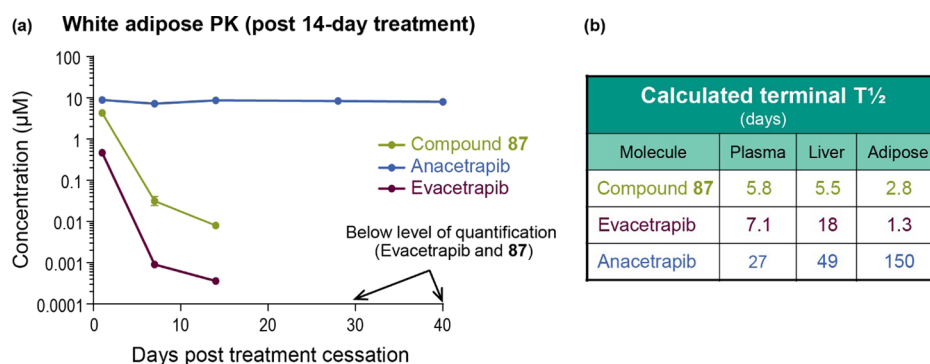 (a) White adipose PK (post 14-day treatment)
100
10
1
0.1
0.01
0.001
0.0001
Concentration (µM)
Compound 87
Anacetrapib
Evacetrapib
Below level of quantification
(Evacetrapib and 87)
0 10 20 30 40
Days post treatment cessation
(b)
Calculated terminal T½
(days)
Molecule Plasma Liver Adipose
Compound 87 5.8 5.5 2.8
Evacetrapib 7.1 18 1.3
Anacetrapib 27 49 150